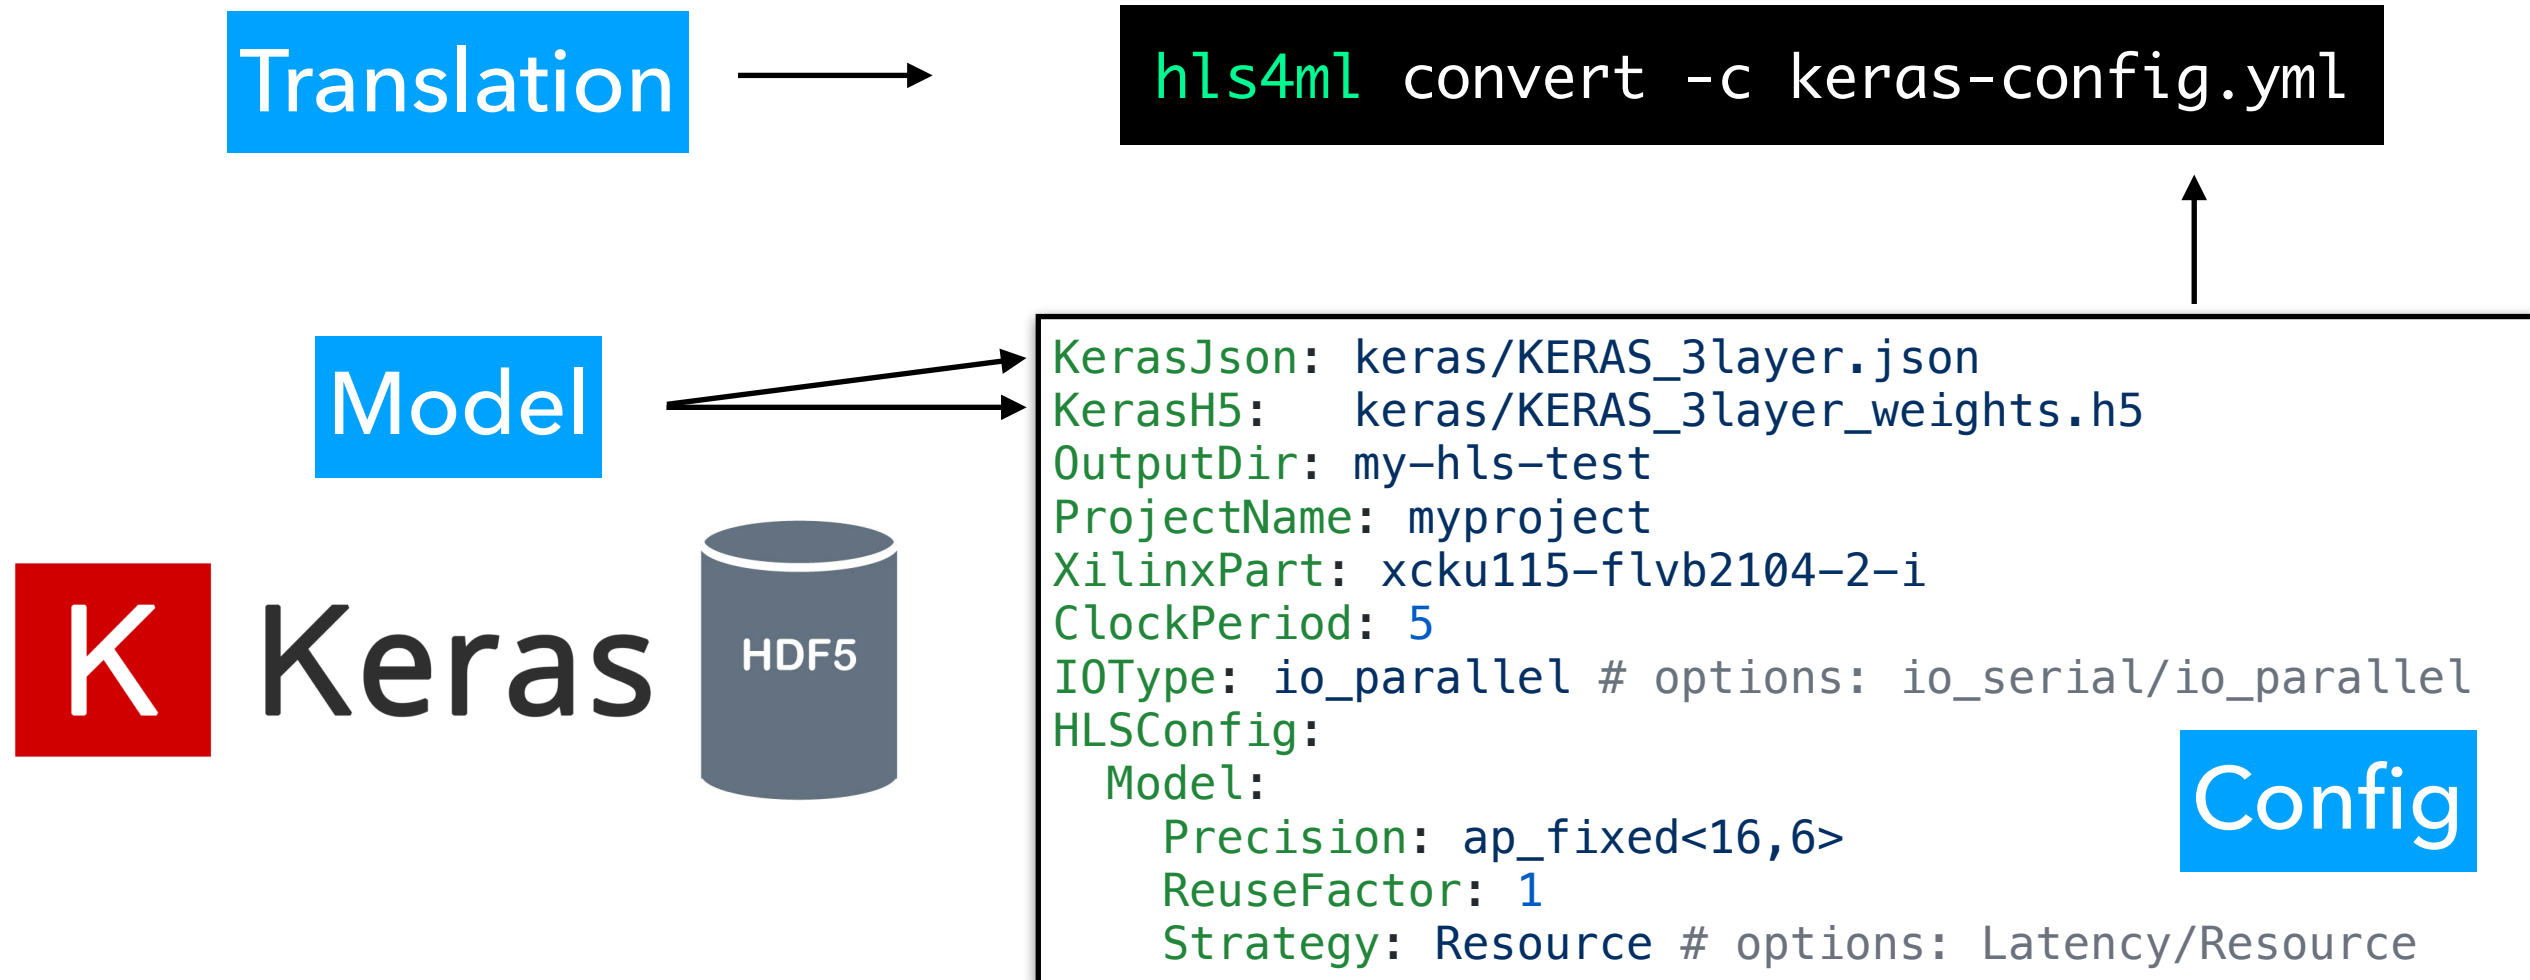 Translation
hls4ml convert -c keras-config.yml
Model
K Keras
HDF5
KerasJson: keras/KERAS_3layer.json
KerasH5:   keras/KERAS_3layer_weights.h5
OutputDir: my-hls-test
ProjectName: myproject
XilinxPart: xcku115-flvb2104-2-i
ClockPeriod: 5
IOType: io_parallel # options: io_serial/io_parallel
HLSConfig:
  Model:
    Precision: ap_fixed<16,6>
    ReuseFactor: 1
    Strategy: Resource # options: Latency/Resource
Config